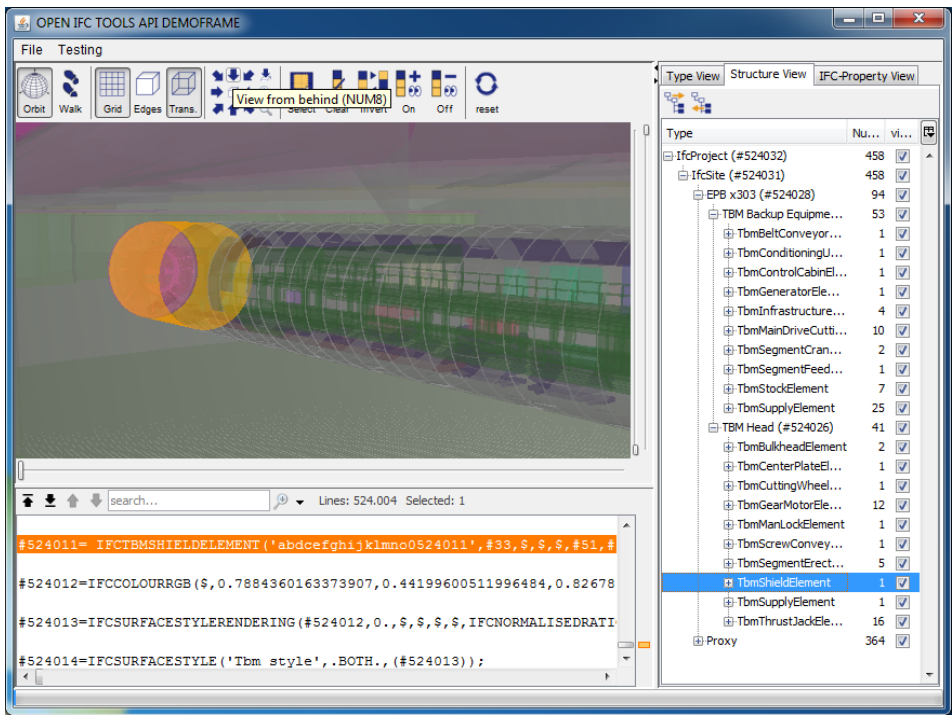 OPEN IFC TOOLS API DEMOFRAME
File Testing
Orbit Walk Grid Edges Trans. Select Clear Invert On Off reset
View from behind (NUM8)
search... Lines: 524.004 Selected: 1
#524011= IFCTBMSHIELDELEMENT('abdcefghijklmno0524011',#33,$,$,$,#51,#
#524012=IFCCOLOURRGB($,0.7884360163373907,0.44199600511996484,0.82678
#524013=IFCSURFACESTYLERENDERING(#524012,0.,$,$,$,$,IFCNORMALISEDRATI
#524014=IFCSURFACESTYLE('Tbm style',.BOTH.,(#524013));
Type View Structure View IFC-Property View
Type Nu... vi...
IfcProject (#524032) 458
IfcSite (#524031) 458
EPB x303 (#524028) 94
TBM Backup Equipme... 53
TbmBeltConveyor... 1
TbmConditioningU... 1
TbmControlCabinEl... 1
TbmGeneratorEle... 1
TbmInfrastructure... 4
TbmMainDriveCutti... 10
TbmSegmentCran... 2
TbmSegmentFeed... 1
TbmStockElement 7
TbmSupplyElement 25
TBM Head (#524026) 41
TbmBulkheadElement 2
TbmCenterPlateEl... 1
TbmCuttingWheel... 1
TbmGearMotorEle... 12
TbmManLockElement 1
TbmScrewConvey... 1
TbmSegmentErect... 5
TbmShieldElement 1
TbmSupplyElement 1
TbmThrustJackEle... 16
Proxy 364